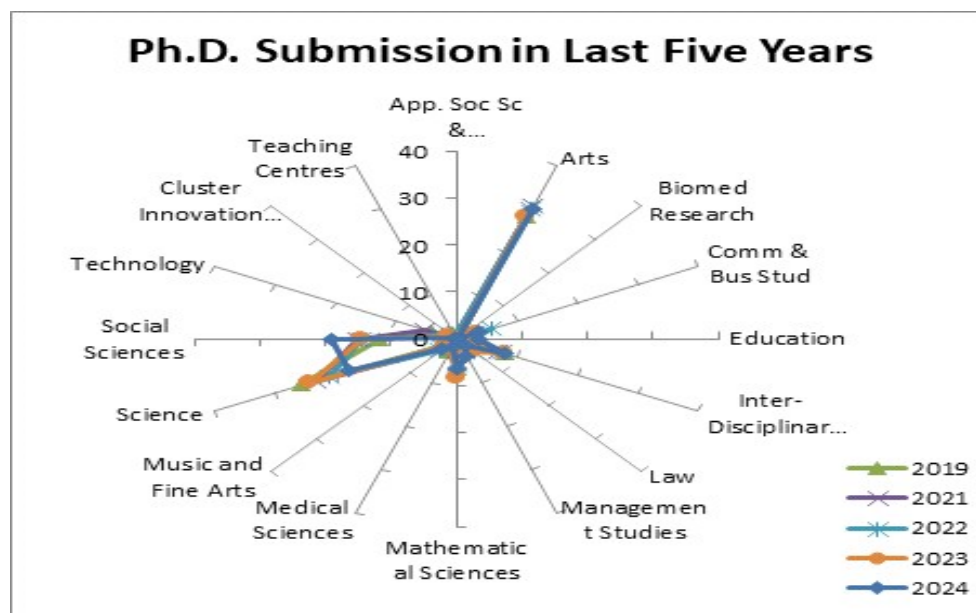 Ph.D. Submission in Last Five Years
App. Soc Sc
&...
Arts
Biomed
Research
Comm &
Bus Stud
Education
Inter-
Disciplinar...
Law
Managemen
t Studies
Mathematic
al Sciences
Medical
Sciences
Music and
Fine Arts
Science
Social
Sciences
Technology
Cluster
Innovation...
Teaching
Centres
40
30
20
10
0
2019
2021
2022
2023
2024